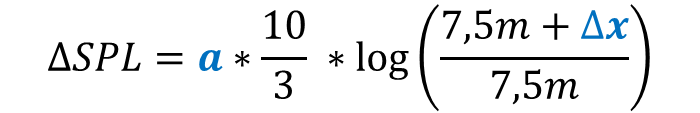 ΔSPL = a * 10/3 * log((7,5m + Δx)/7,5m)